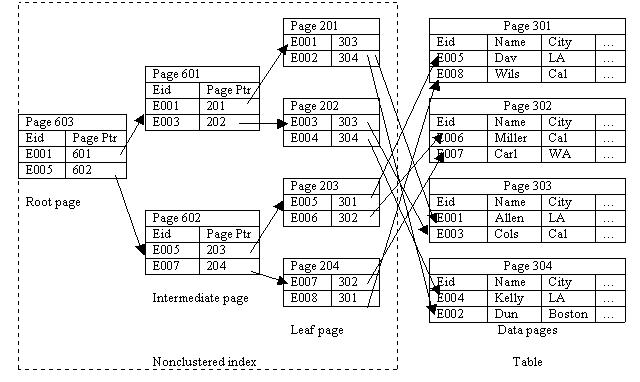 Page 603
Eid Page Ptr
E001 601
E005 602
Root page
Page 601
Eid Page Ptr
E001 201
E003 202
Page 602
Eid Page Ptr
E005 203
E007 204
Intermediate page
Page 201
E001 303
E002 304
Page 202
E003 303
E004 304
Page 203
E005 301
E006 302
Page 204
E007 302
E008 301
Leaf page
Nonclustered index
Page 301
Eid Name City ...
E005 Dav LA ...
E008 Wils Cal ...
Page 302
Eid Name City ...
E006 Miller Cal ...
E007 Carl WA ...
Page 303
Eid Name City ...
E001 Allen LA ...
E003 Cols Cal ...
Page 304
Eid Name City ...
E004 Kelly LA ...
E002 Dun Boston ...
Data pages
Table